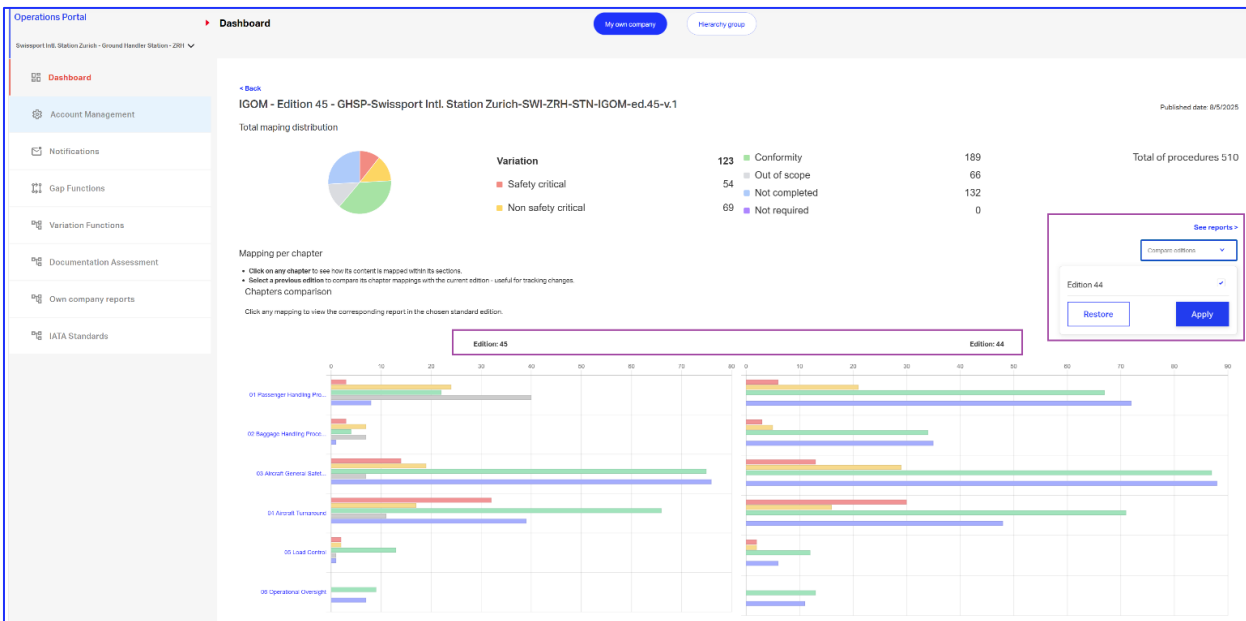 Operations Portal
Dashboard
My own company
Hierarchy group
Swissport Intl. Station Zurich - Ground Handler Station - ZRH
Dashboard
Account Management
Notifications
Gap Functions
Variation Functions
Documentation Assessment
Own company reports
IATA Standards
< Back
IGOM - Edition 45 - GHSP-Swissport Intl. Station Zurich-SWI-ZRH-STN-IGOM-ed.45-v.1
Published date: 8/5/2025
Total maping distribution
Variation 123
Safety critical 54
Non safety critical 69
Conformity 189
Out of scope 66
Not completed 132
Not required 0
Total of procedures 510
See reports >
Compare editions
Edition 44
Restore
Apply
Mapping per chapter
• Click on any chapter to see how its content is mapped within its sections.
• Select a previous edition to compare its chapter mappings with the current edition - useful for tracking changes.
Chapters comparison
Click any mapping to view the corresponding report in the chosen standard edition.
Edition: 45
Edition: 44
0 10 20 30 40 50 60 70 80
0 10 20 30 40 50 60 70 80 90
01 Passenger Handling Pro...
02 Baggage Handling Proce...
03 Aircraft General Safet...
04 Aircraft Turnaround
05 Load Control
06 Operational Oversight